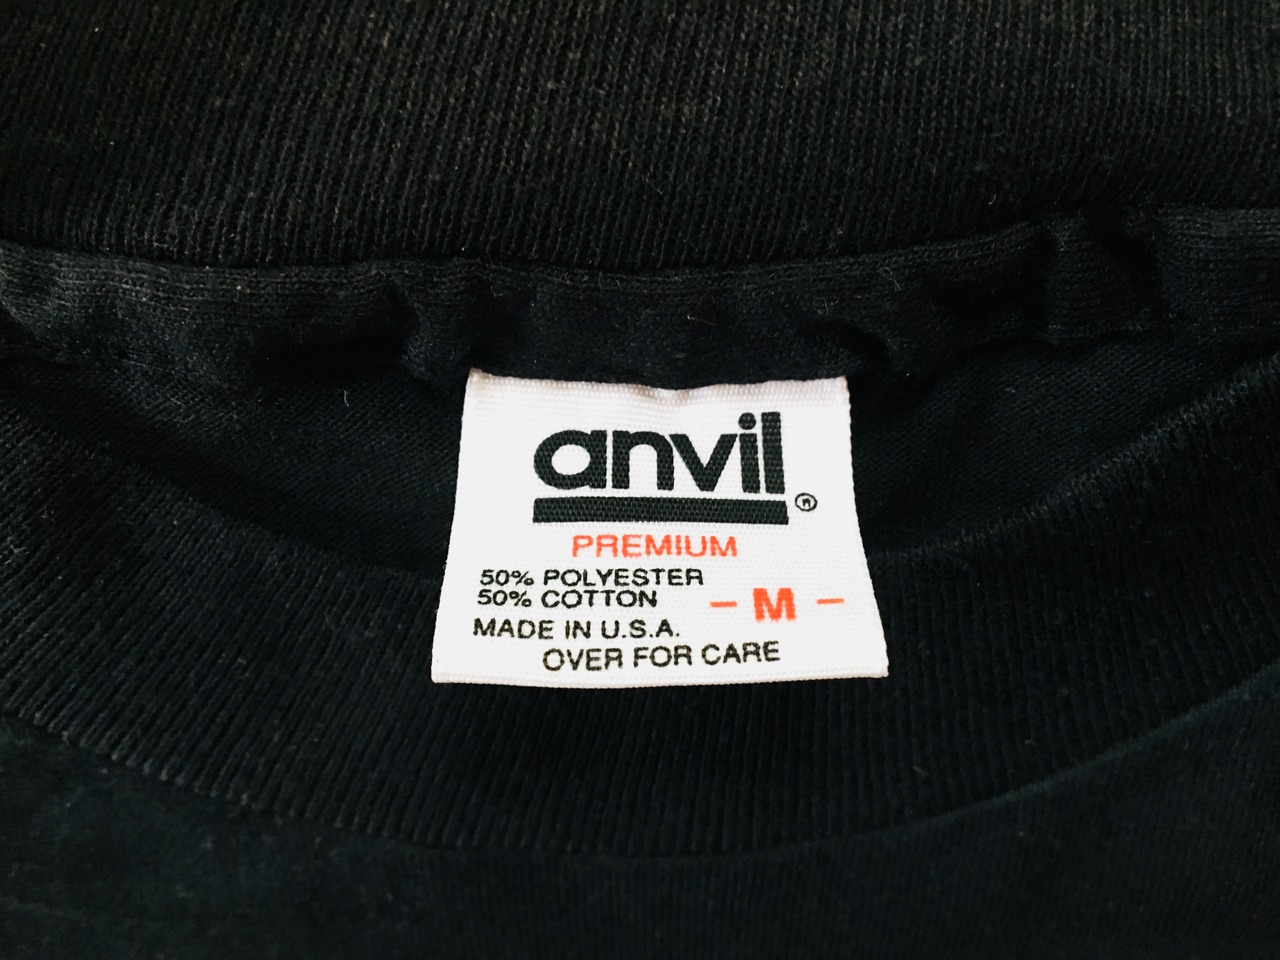 anvil®
PREMIUM
50% POLYESTER
50% COTTON
- M -
MADE IN U.S.A.
OVER FOR CARE